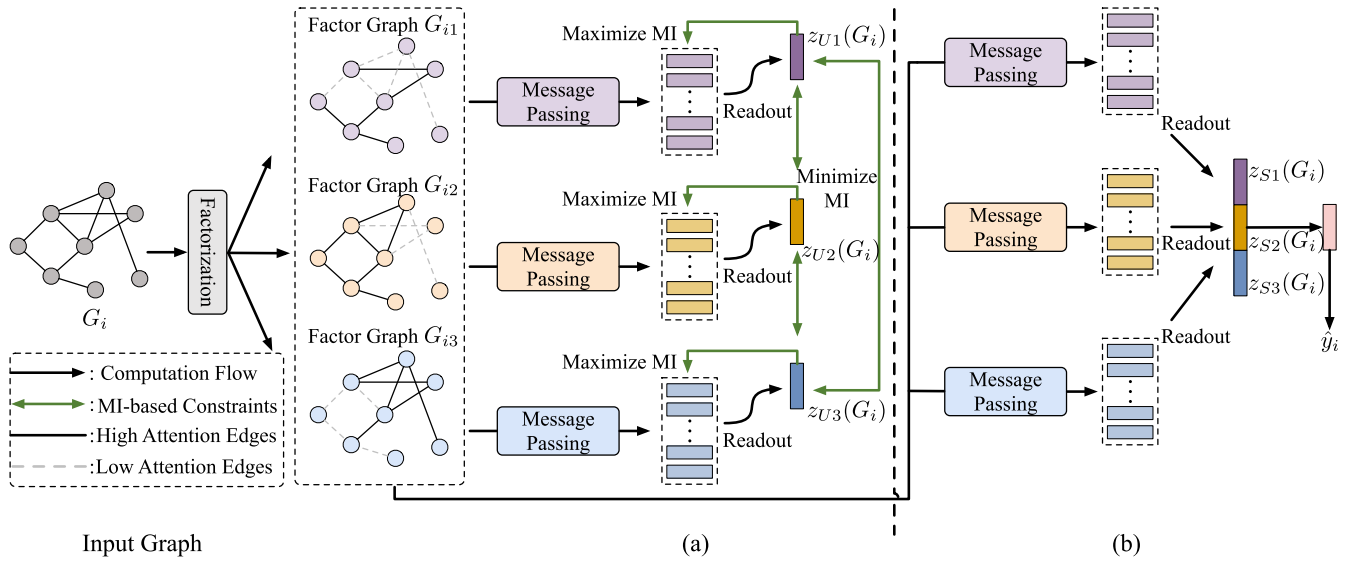 Factor Graph G_{i1}
Factor Graph G_{i2}
Factor Graph G_{i3}
G_i
Factorization
: Computation Flow
: MI-based Constraints
:High Attention Edges
:Low Attention Edges
Input Graph
Message
Passing
Message
Passing
Message
Passing
Maximize MI
Readout
z_{U1}(G_i)
Minimize
MI
Maximize MI
Readout
z_{U2}(G_i)
Maximize MI
Readout
z_{U3}(G_i)
(a)
Message
Passing
Message
Passing
Message
Passing
Readout
Readout
Readout
z_{S1}(G_i)
z_{S2}(G_i)
z_{S3}(G_i)
ŷ_i
(b)